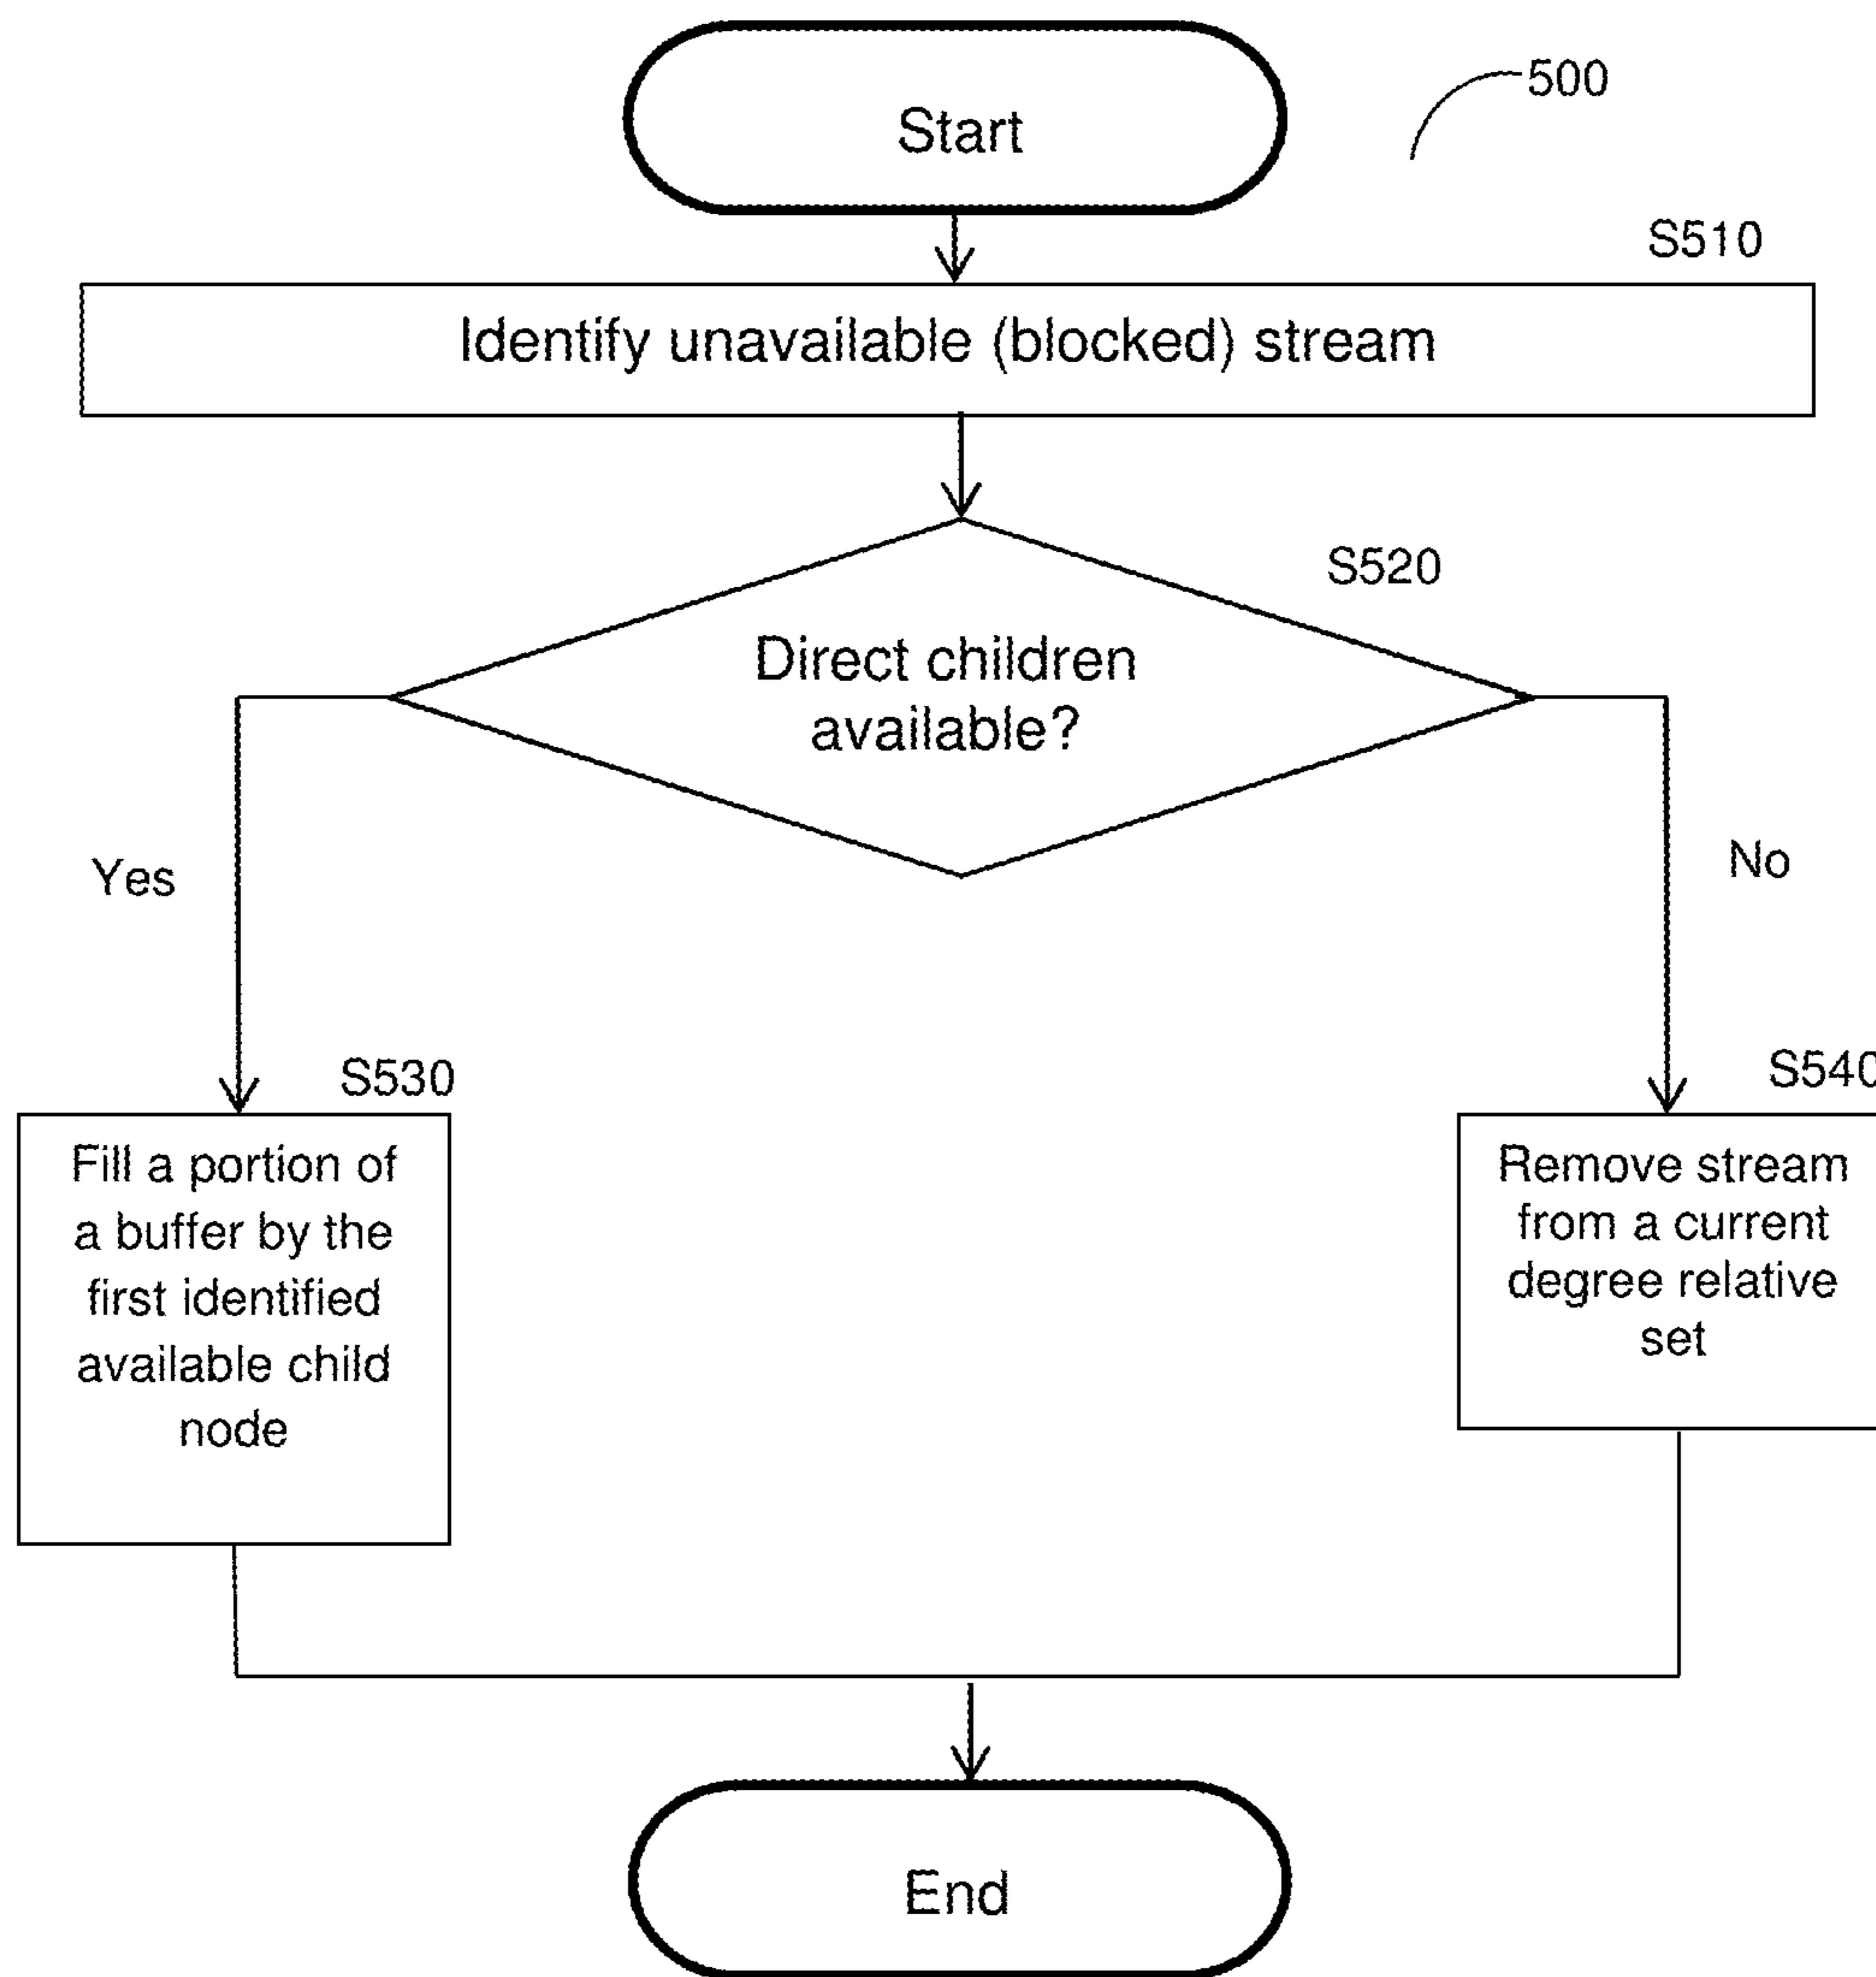 Start
500
S510
Identify unavailable (blocked) stream
S520
Direct children
available?
Yes
No
S530
S540
Fill a portion of
a buffer by the
first identified
available child
node
Remove stream
from a current
degree relative
set
End